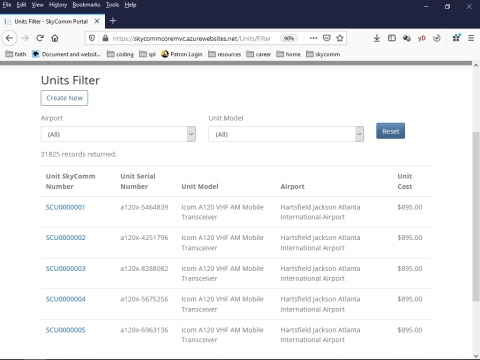 File Edit View History Bookmarks Tools Help
Units Filter - SkyComm Portal
https://skycommcoremvc.azurewebsites.net/Units/Filter 90%
faith Document and websit... coding spl Patron Login resources career home skycomm
Units Filter
Create New
Airport Unit Model
(All) (All) Reset
31825 records returned.
Unit SkyComm Unit Serial Unit
Number Number Unit Model Airport Cost
SCU0000001 a120x-5464839 Icom A120 VHF AM Mobile Hartsfield Jackson Atlanta $895.00
Transceiver International Airport
SCU0000002 a120x-4251796 Icom A120 VHF AM Mobile Hartsfield Jackson Atlanta $895.00
Transceiver International Airport
SCU0000003 a120x-8288082 Icom A120 VHF AM Mobile Hartsfield Jackson Atlanta $895.00
Transceiver International Airport
SCU0000004 a120x-5675256 Icom A120 VHF AM Mobile Hartsfield Jackson Atlanta $895.00
Transceiver International Airport
SCU0000005 a120x-6963136 Icom A120 VHF AM Mobile Hartsfield Jackson Atlanta $895.00
Transceiver International Airport